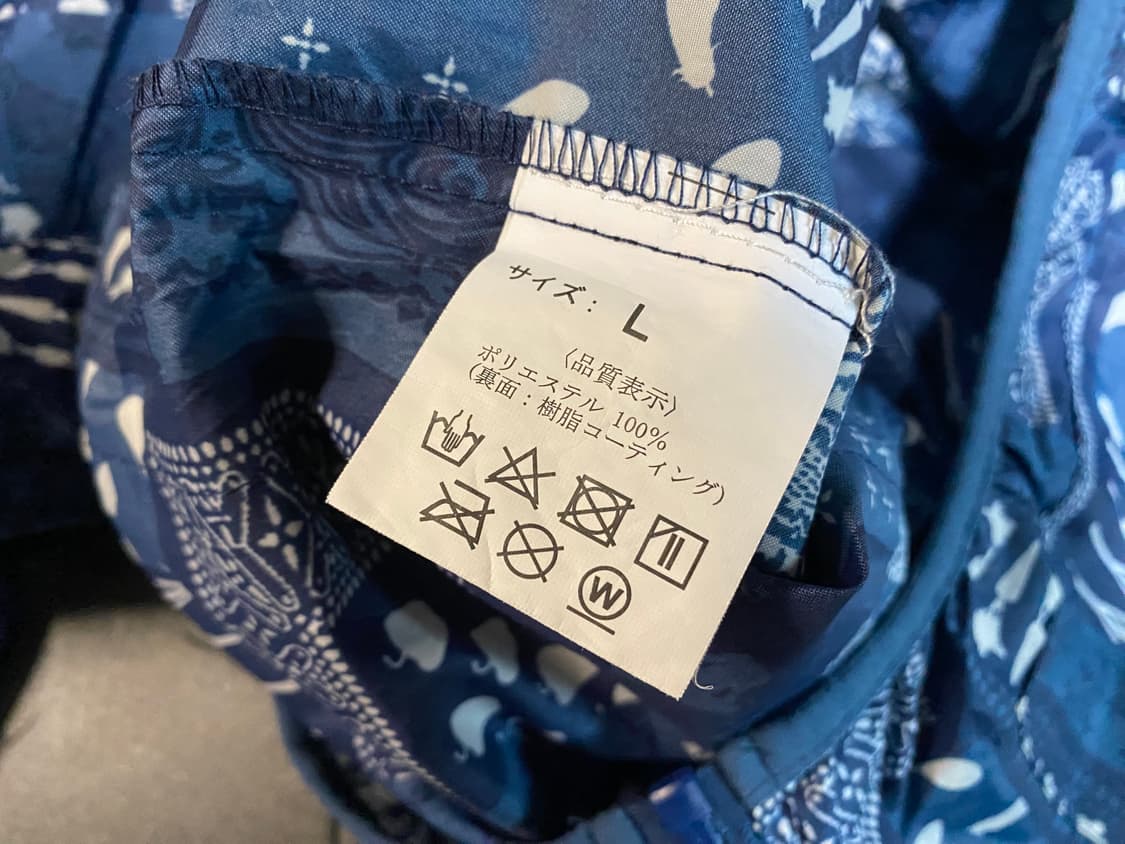 サイズ： L
〈品質表示〉
ポリエステル 100%
(裏面：樹脂コーティング)
W